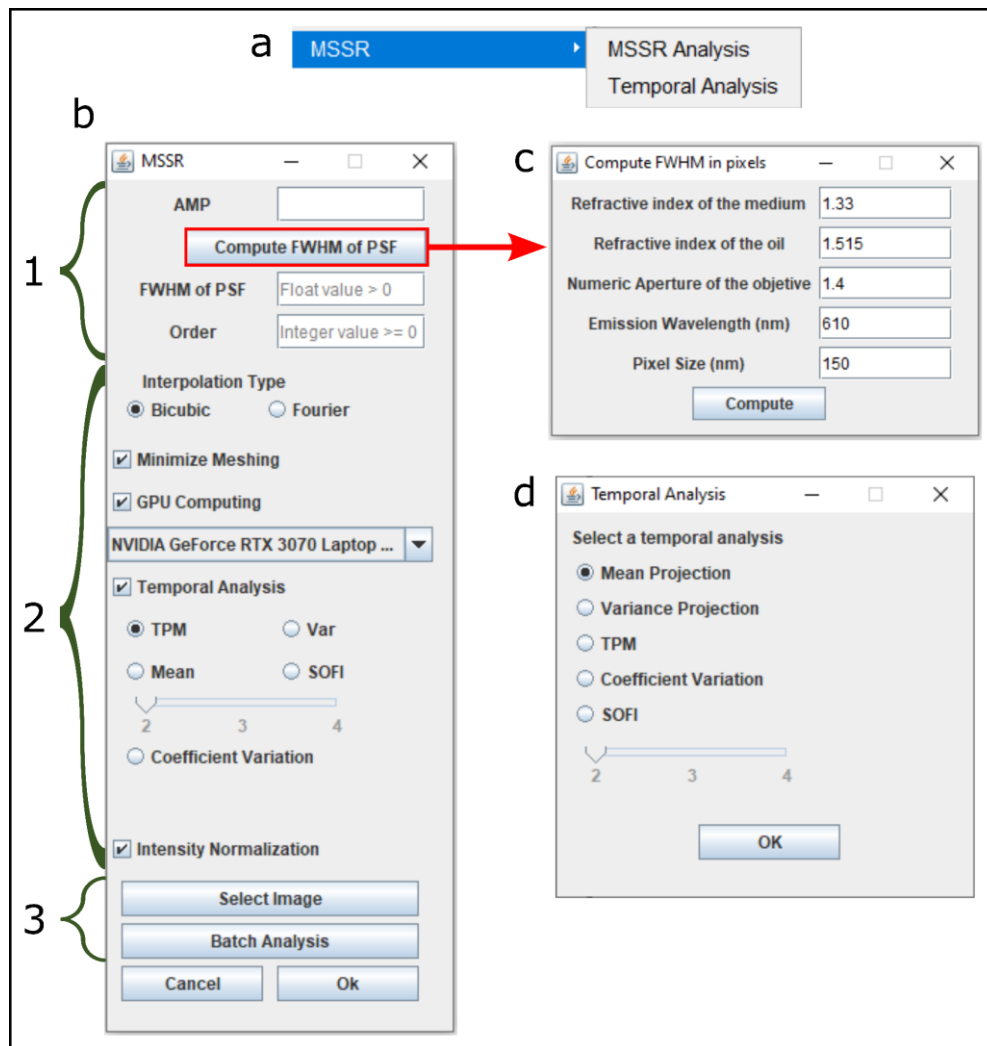 a
MSSR
MSSR Analysis
Temporal Analysis
b
MSSR
1
AMP
Compute FWHM of PSF
FWHM of PSF Float value > 0
Order Integer value >= 0
2
Interpolation Type
Bicubic Fourier
Minimize Meshing
GPU Computing
NVIDIA GeForce RTX 3070 Laptop ...
Temporal Analysis
TPM Var
Mean SOFI
2 3 4
Coefficient Variation
Intensity Normalization
3
Select Image
Batch Analysis
Cancel Ok
c
Compute FWHM in pixels
Refractive index of the medium 1.33
Refractive index of the oil 1.515
Numeric Aperture of the objetive 1.4
Emission Wavelength (nm) 610
Pixel Size (nm) 150
Compute
d
Temporal Analysis
Select a temporal analysis
Mean Projection
Variance Projection
TPM
Coefficient Variation
SOFI
2 3 4
OK